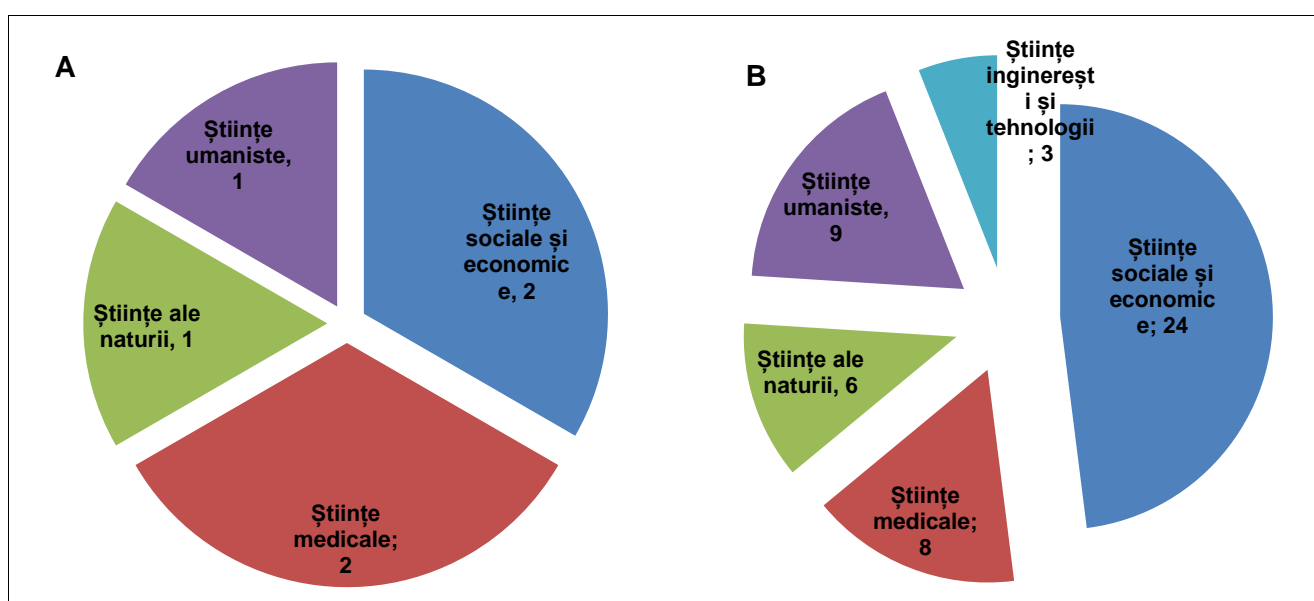 A
Științe
umaniste,
1
Științe
sociale și
economic
e, 2
Științe ale
naturii, 1
Științe
medicale;
2
B
Științe
inginereșt
i și
tehnologii
; 3
Științe
umaniste,
9
Științe
sociale și
economic
e; 24
Științe ale
naturii, 6
Științe
medicale;
8